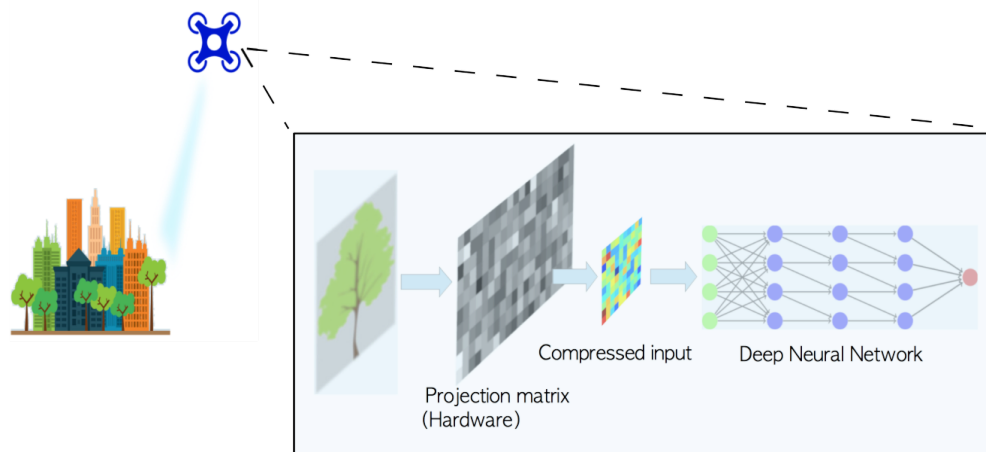 Compressed input
Deep Neural Network
Projection matrix
(Hardware)